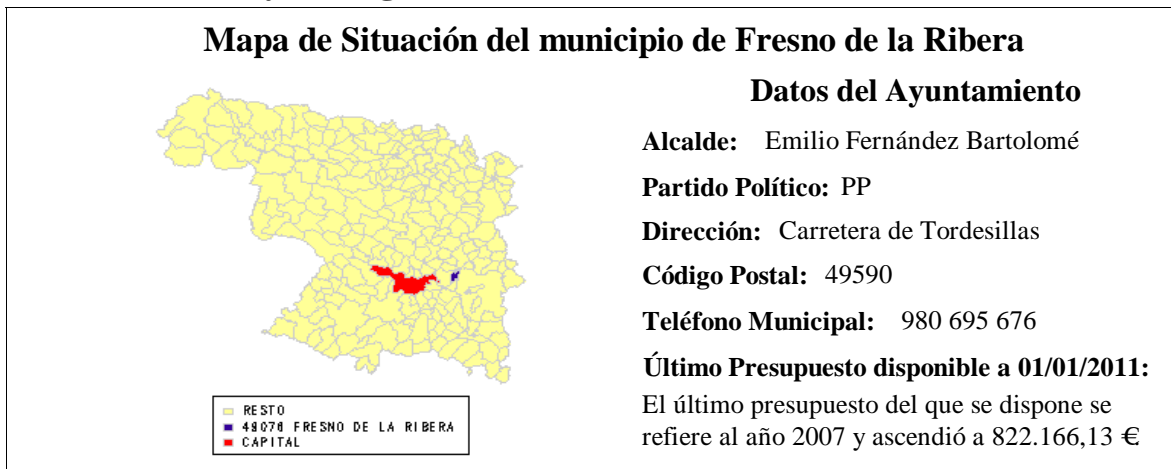 Mapa de Situación del municipio de Fresno de la Ribera
Datos del Ayuntamiento
Alcalde: Emilio Fernández Bartolomé
Partido Político: PP
Dirección: Carretera de Tordesillas
Código Postal: 49590
Teléfono Municipal: 980 695 676
Último Presupuesto disponible a 01/01/2011:
El último presupuesto del que se dispone se
refiere al año 2007 y ascendió a 822.166,13 €
RESTO
49076 FRESNO DE LA RIBERA
CAPITAL